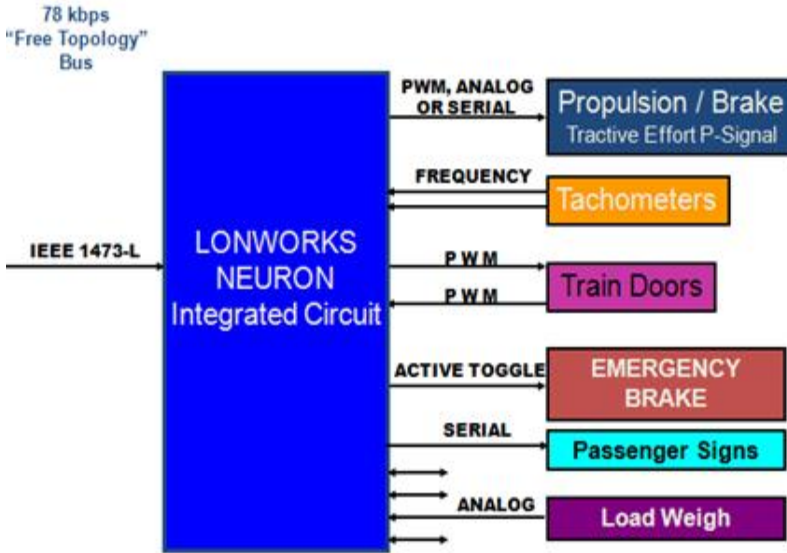 78 kbps
“Free Topology”
Bus
IEEE 1473-L
LONWORKS
NEURON
Integrated Circuit
PWM, ANALOG
OR SERIAL
Propulsion / Brake
Tractive Effort P-Signal
FREQUENCY
Tachometers
P W M
P W M
Train Doors
ACTIVE TOGGLE
EMERGENCY
BRAKE
SERIAL
Passenger Signs
ANALOG
Load Weigh